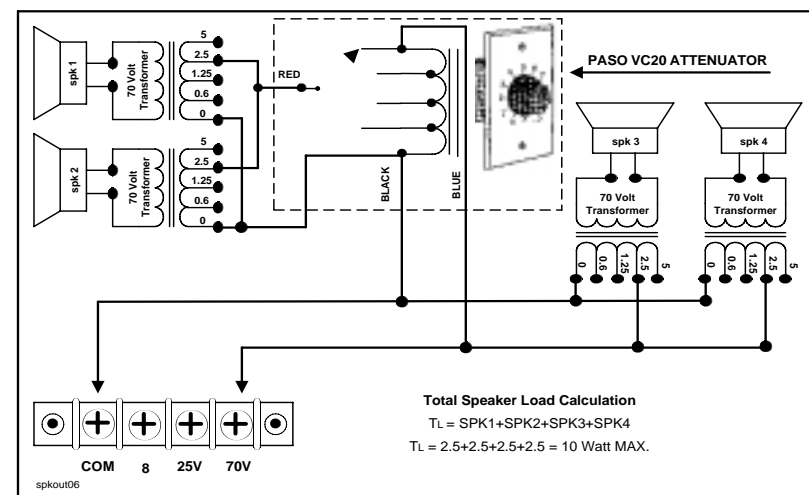 spk 1
70 Volt
Transformer
5
2.5
1.25
0.6
0
RED
PASO VC20 ATTENUATOR
spk 2
70 Volt
Transformer
5
2.5
1.25
0.6
0
BLACK
BLUE
spk 3
70 Volt
Transformer
0
0.6
1.25
2.5
5
spk 4
70 Volt
Transformer
0
0.6
1.25
2.5
5
COM
8
25V
70V
Total Speaker Load Calculation
TL = SPK1+SPK2+SPK3+SPK4
TL = 2.5+2.5+2.5+2.5 = 10 Watt MAX.
spkout06